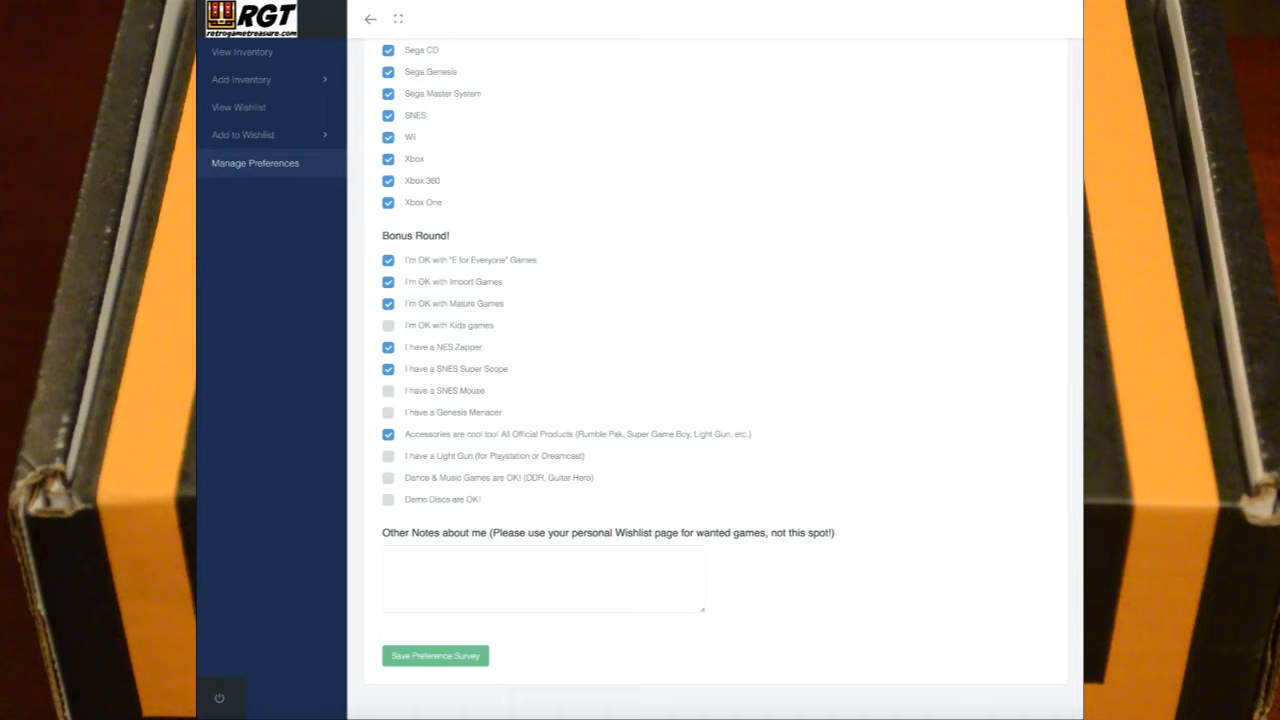 RGT
retrogametreasure.com
View Inventory
Add Inventory
View Wishlist
Add to Wishlist
Manage Preferences
Sega CD
Sega Genesis
Sega Master System
SNES
Wii
Xbox
Xbox 360
Xbox One
Bonus Round!
I'm OK with "E for Everyone" Games
I'm OK with Import Games
I'm OK with Mature Games
I'm OK with Kids games
I have a NES Zapper
I have a SNES Super Scope
I have a SNES Mouse
I have a Genesis Menacer
Accessories are cool too! All Official Products (Rumble Pak, Super Game Boy, Light Gun, etc.)
I have a Light Gun (for Playstation or Dreamcast)
Dance & Music Games are OK! (DDR, Guitar Hero)
Demo Discs are OK!
Other Notes about me (Please use your personal Wishlist page for wanted games, not this spot!)
Save Preference Survey